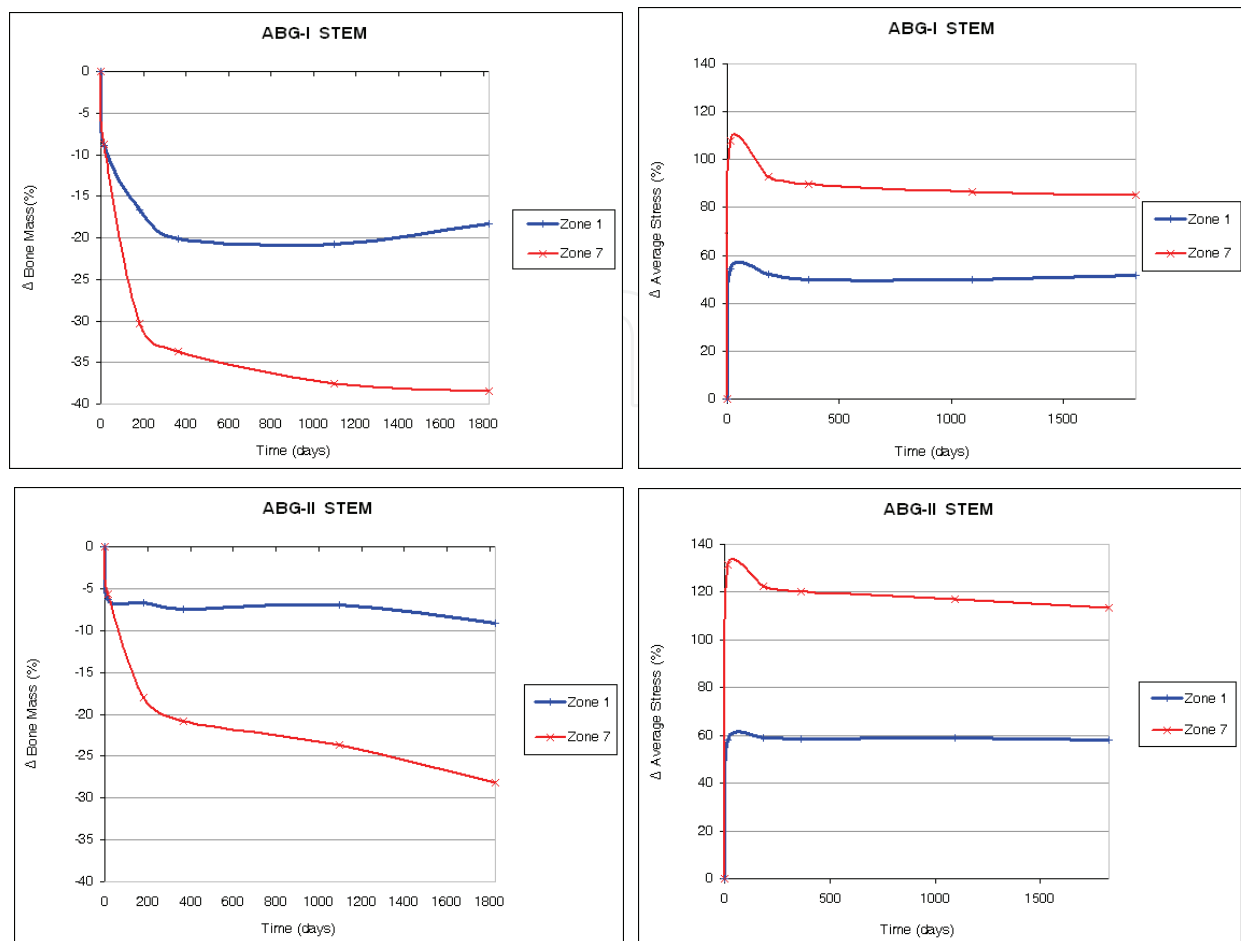 ABG-I STEM
0
-5
-10
-15
-20
-25
-30
-35
-40
Δ Bone Mass(%)
0 200 400 600 800 1000 1200 1400 1600 1800
Time (days)
Zone 1
Zone 7
ABG-I STEM
140
120
100
80
60
40
20
0
Δ Average Stress (%)
0 500 1000 1500
Time (days)
Zone 1
Zone 7
ABG-II STEM
0
-5
-10
-15
-20
-25
-30
-35
-40
Δ Bone Mass (%)
0 200 400 600 800 1000 1200 1400 1600 1800
Time (days)
Zone 1
Zone 7
ABG-II STEM
140
120
100
80
60
40
20
0
Δ Average Stress (%)
0 500 1000 1500
Time (days)
Zone 1
Zone 7